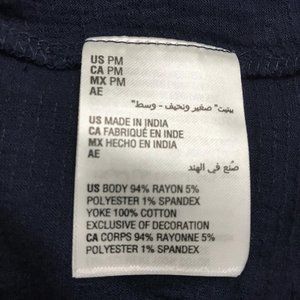 US PM
CA PM
MX PM
AE
بيتيت" صغير ونحيف - وسط"
US MADE IN INDIA
CA FABRIQUÉ EN INDE
MX HECHO EN INDIA
AE
صُنع في الهند
US BODY 94% RAYON 5%
POLYESTER 1% SPANDEX
YOKE 100% COTTON
EXCLUSIVE OF DECORATION
CA CORPS 94% RAYONNE 5%
POLYESTER 1% SPANDEX